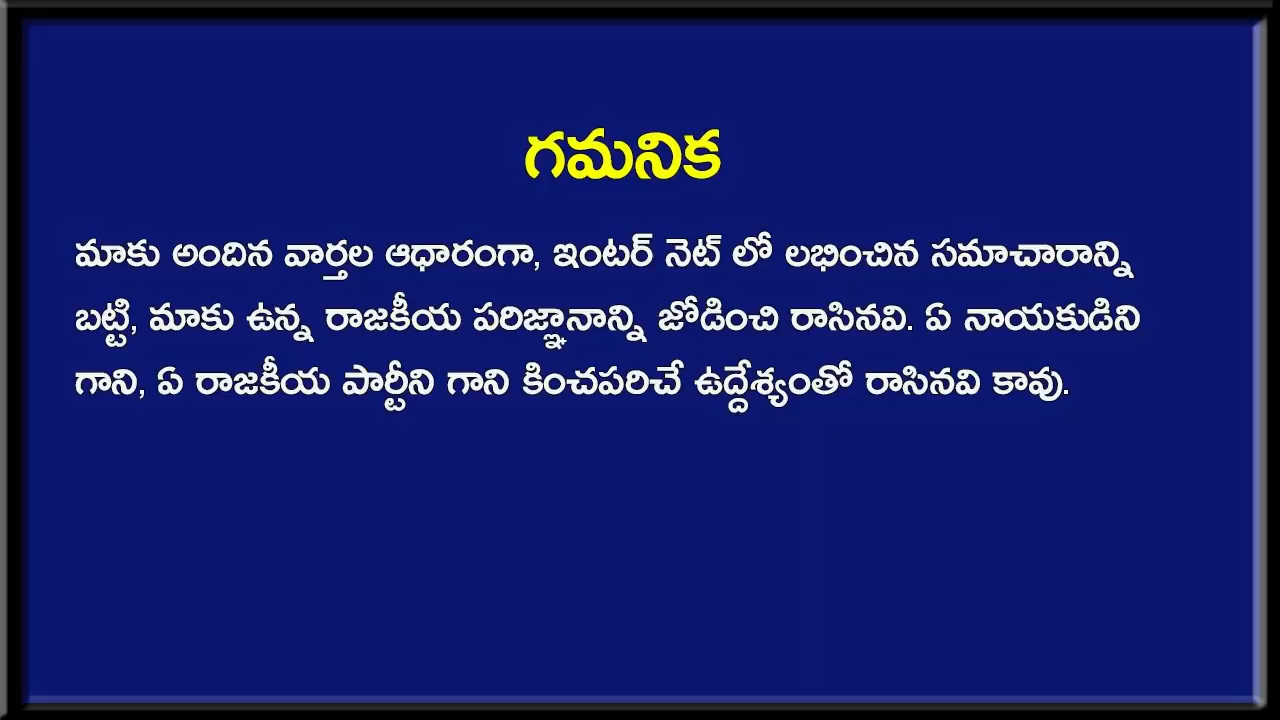 గమనిక
మాకు అందిన వార్తల ఆధారంగా, ఇంటర్ నెట్ లో లభించిన సమాచారాన్ని
బట్టి, మాకు ఉన్న రాజకీయ పరిజ్ఞానాన్ని జోడించి రాసినవి. ఏ నాయకుడిని
గాని, ఏ రాజకీయ పార్టీని గాని కించపరిచే ఉద్దేశ్యంతో రాసినవి కావు.